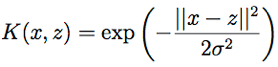 K(x, z) = exp ( − ||x − z||² / 2σ² )